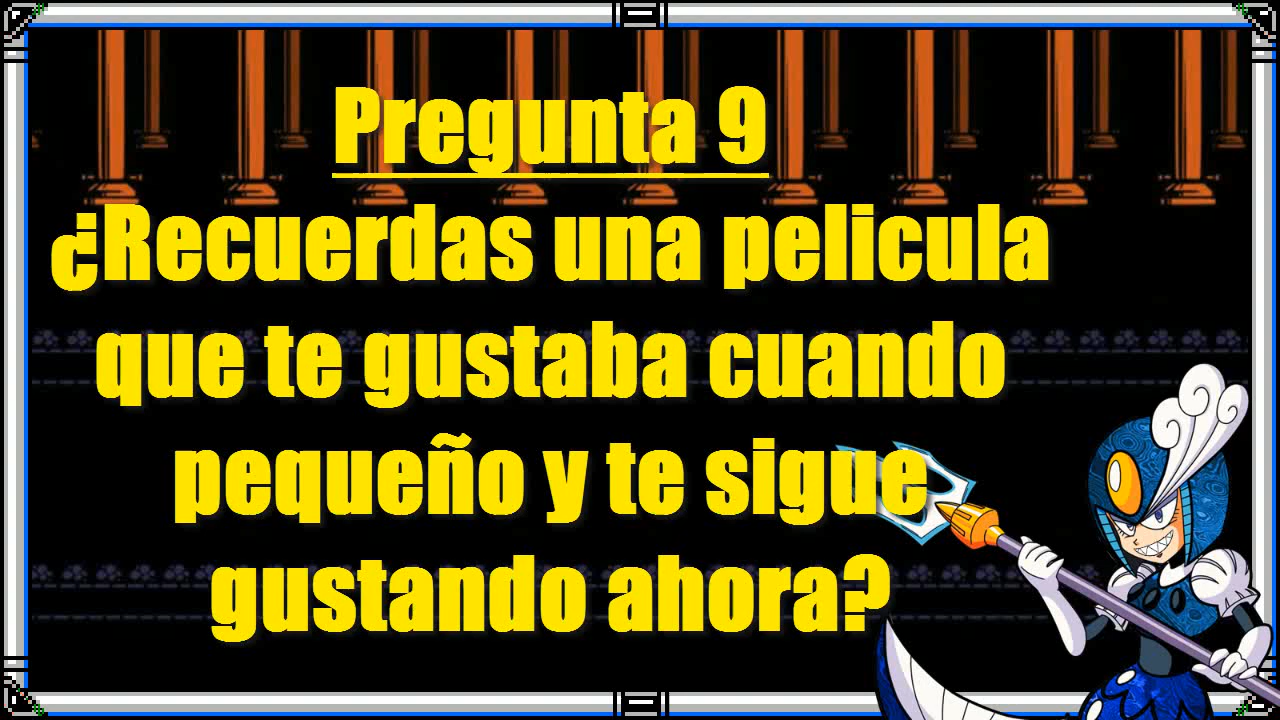 Pregunta 9
¿Recuerdas una pelicula
que te gustaba cuando
pequeño y te sigue
gustando ahora?